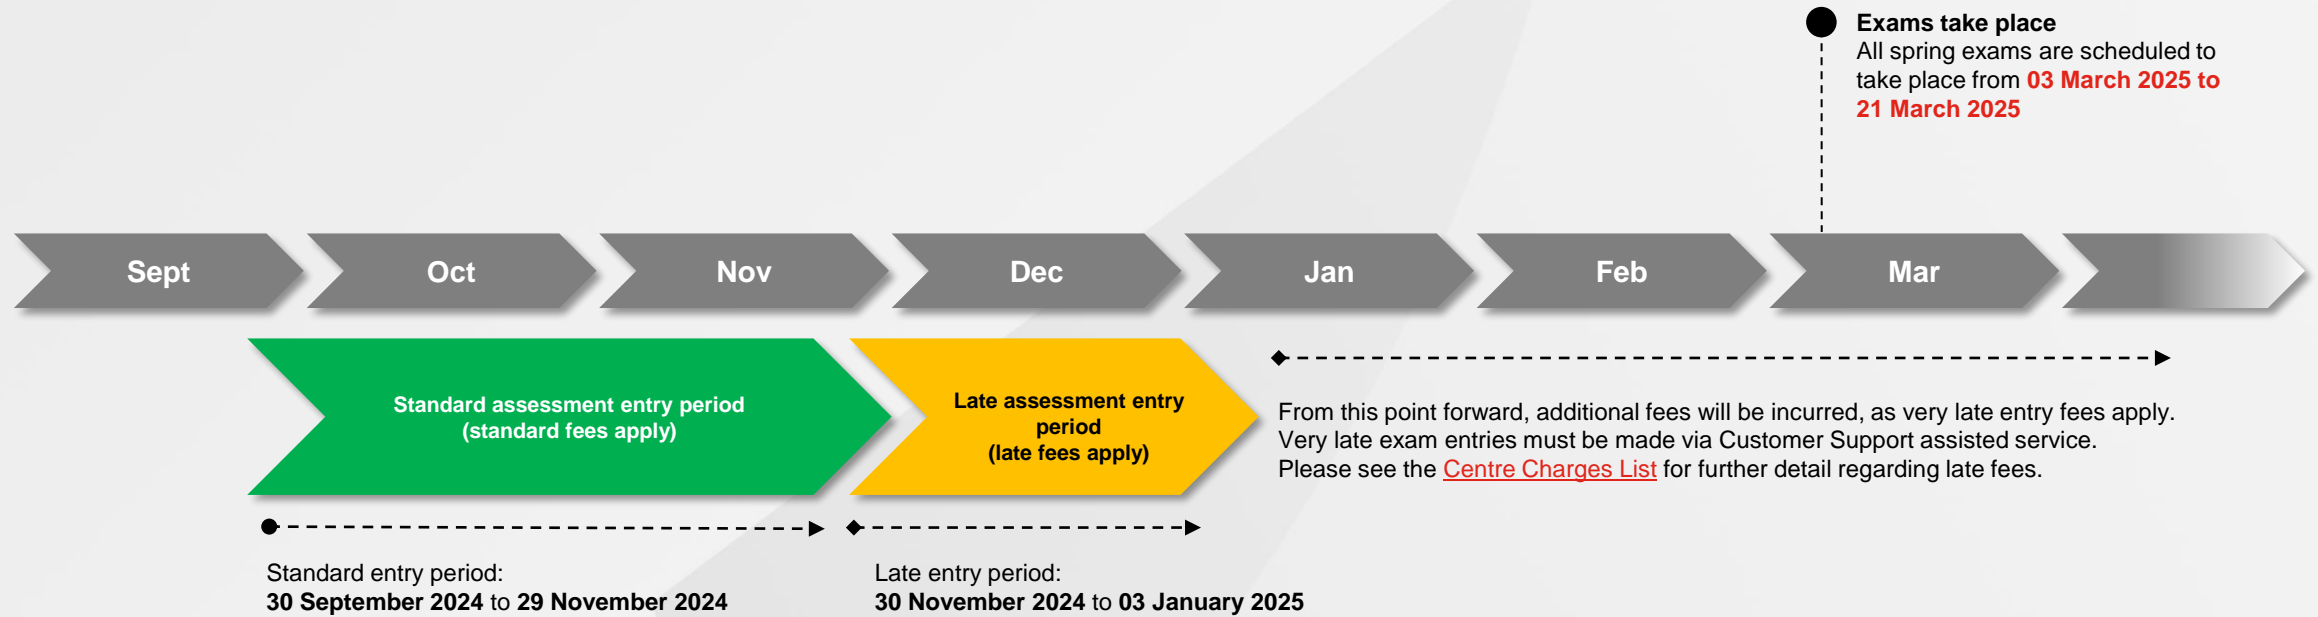 Exams take place
All spring exams are scheduled to
take place from 03 March 2025 to
21 March 2025
Sept
Oct
Nov
Dec
Jan
Feb
Mar
Standard assessment entry period
(standard fees apply)
Late assessment entry
period
(late fees apply)
From this point forward, additional fees will be incurred, as very late entry fees apply.
Very late exam entries must be made via Customer Support assisted service.
Please see the Centre Charges List for further detail regarding late fees.
Standard entry period:
30 September 2024 to 29 November 2024
Late entry period:
30 November 2024 to 03 January 2025